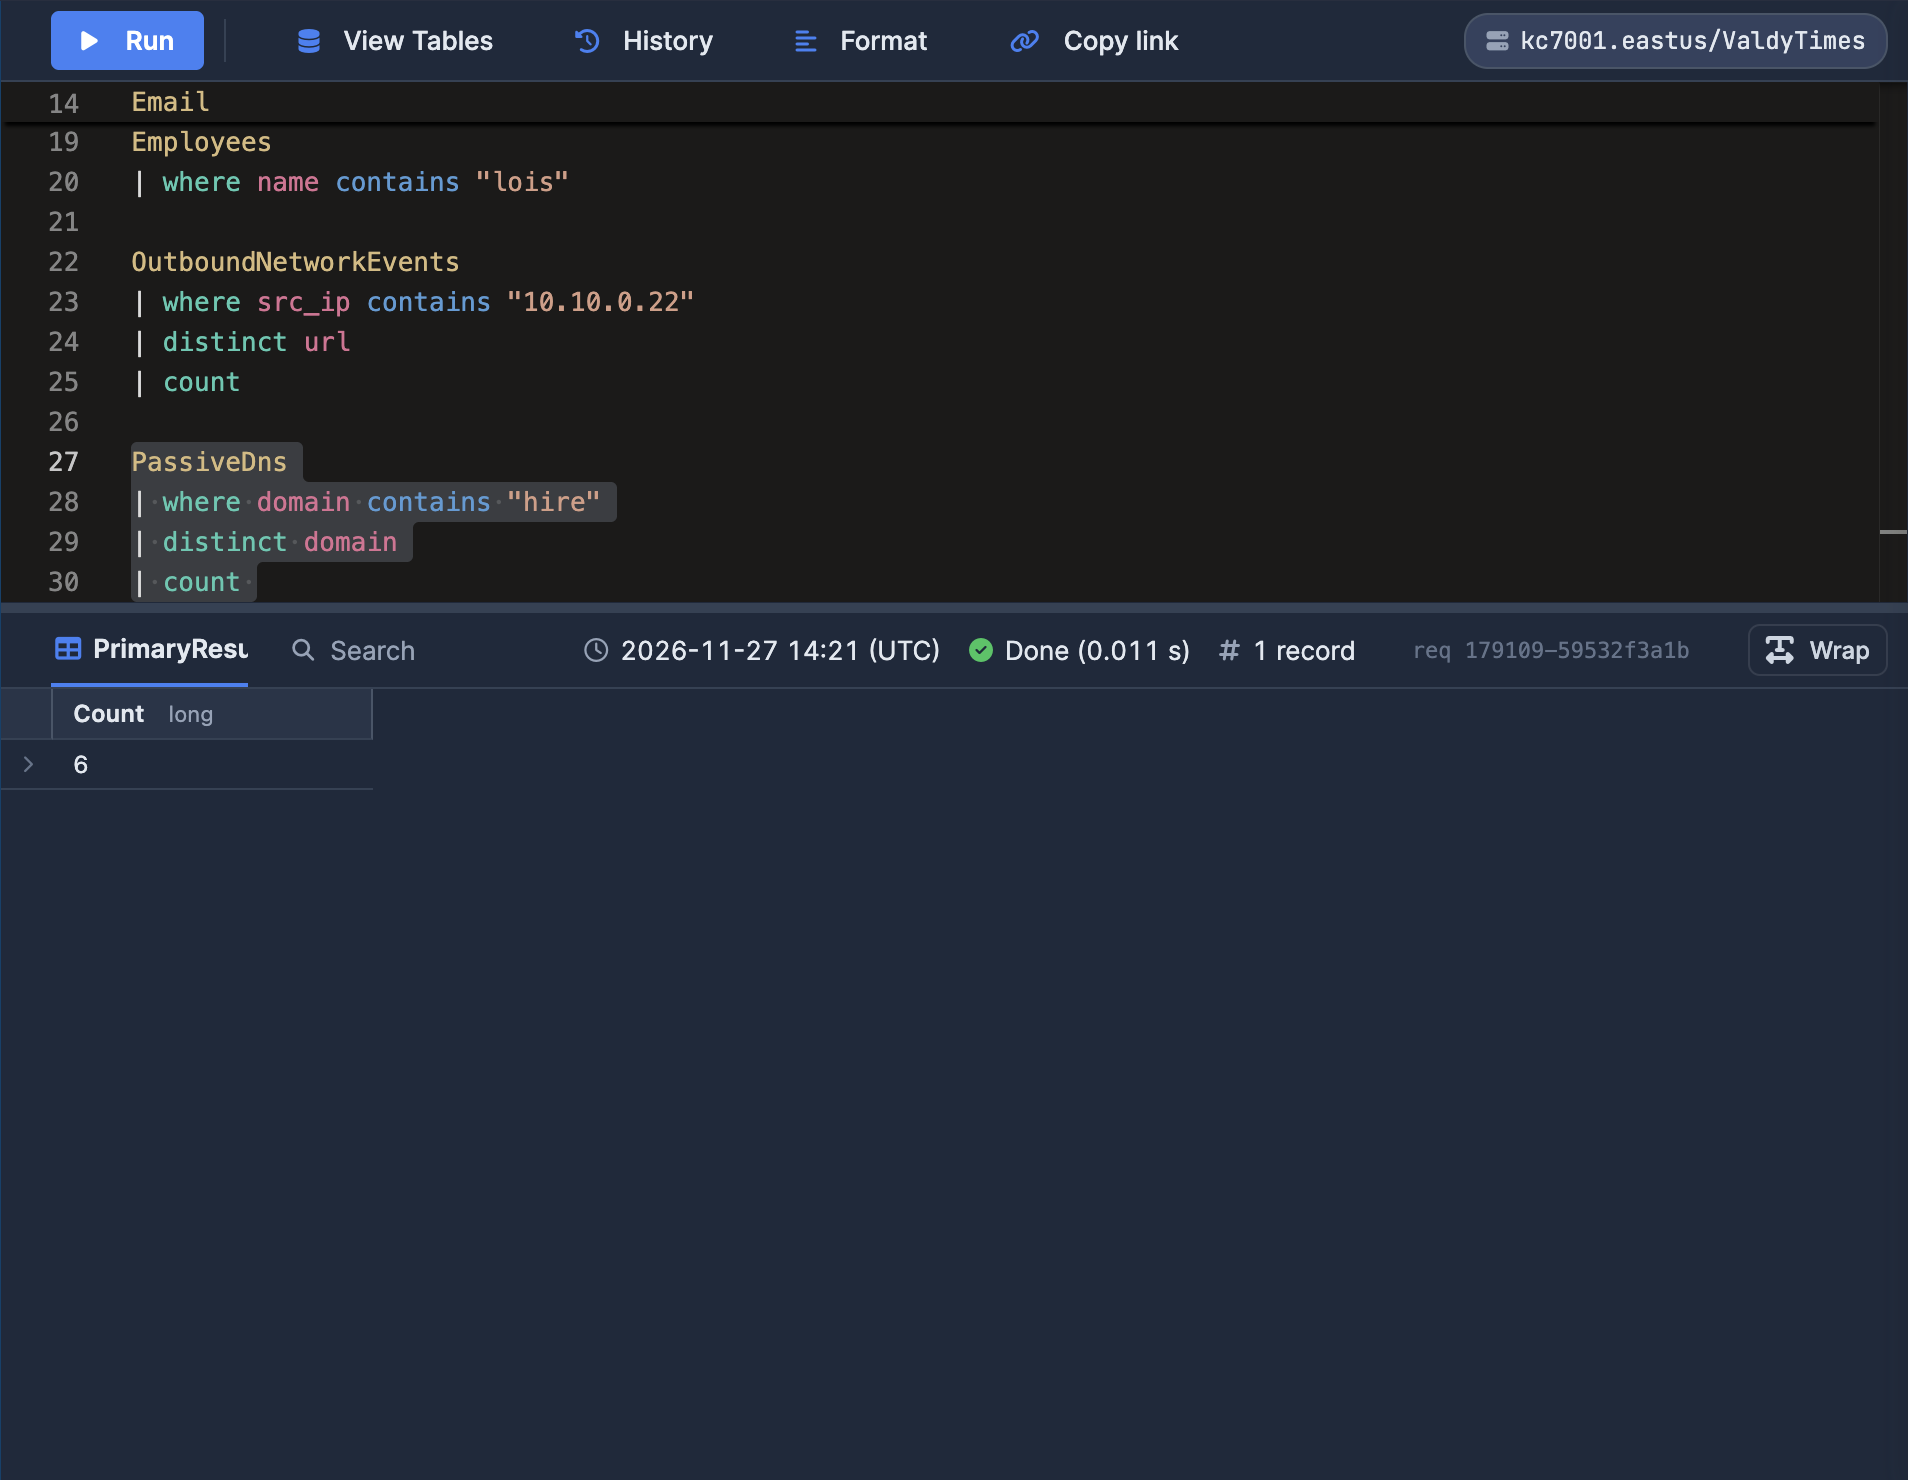 Run View Tables History Format Copy link kc7001.eastus/ValdyTimes
14 Email
19 Employees
20 | where name contains "lois"
21
22 OutboundNetworkEvents
23 | where src_ip contains "10.10.0.22"
24 | distinct url
25 | count
26
27 PassiveDns
28 | where domain contains "hire"
29 | distinct domain
30 | count
PrimaryResu Search 2026-11-27 14:21 (UTC) Done (0.011 s) # 1 record req 179109-59532f3a1b Wrap
Count long
6